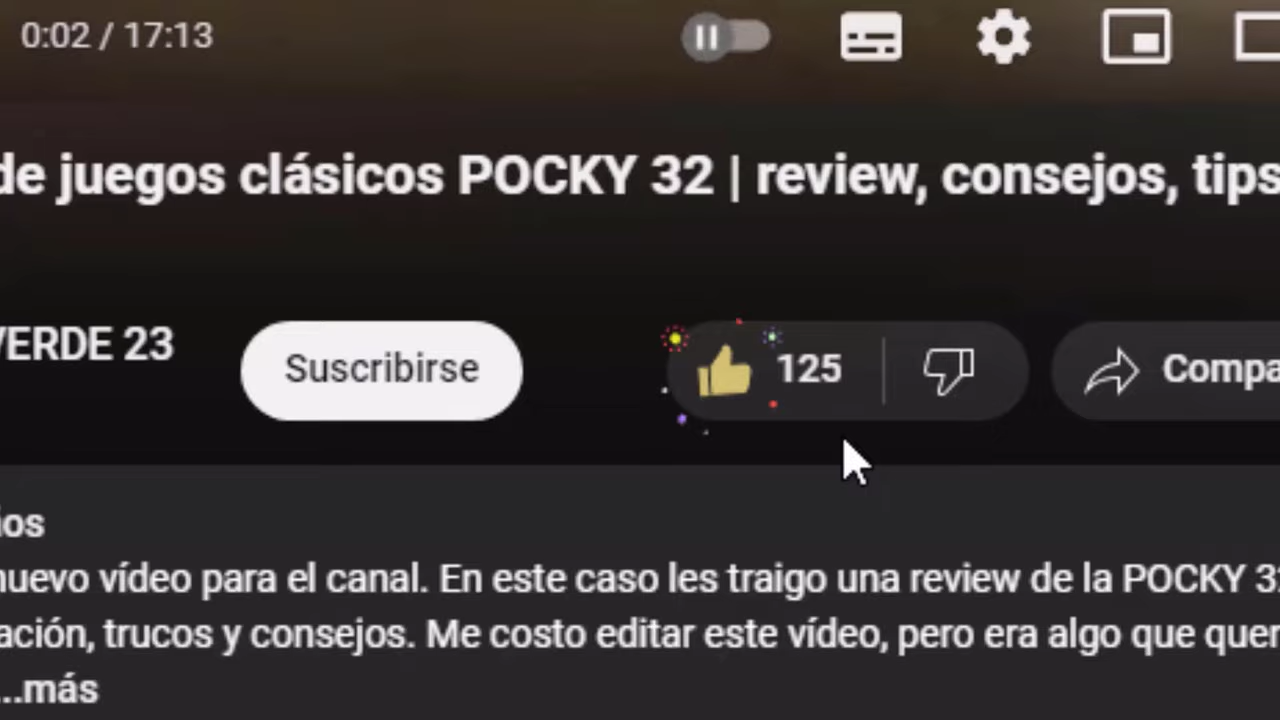 0:02 / 17:13
de juegos clásicos POCKY 32 | review, consejos, tips
VERDE 23
Suscribirse
125
Compa
ios
nuevo vídeo para el canal. En este caso les traigo una review de la POCKY 32
ación, trucos y consejos. Me costo editar este vídeo, pero era algo que quer
...más